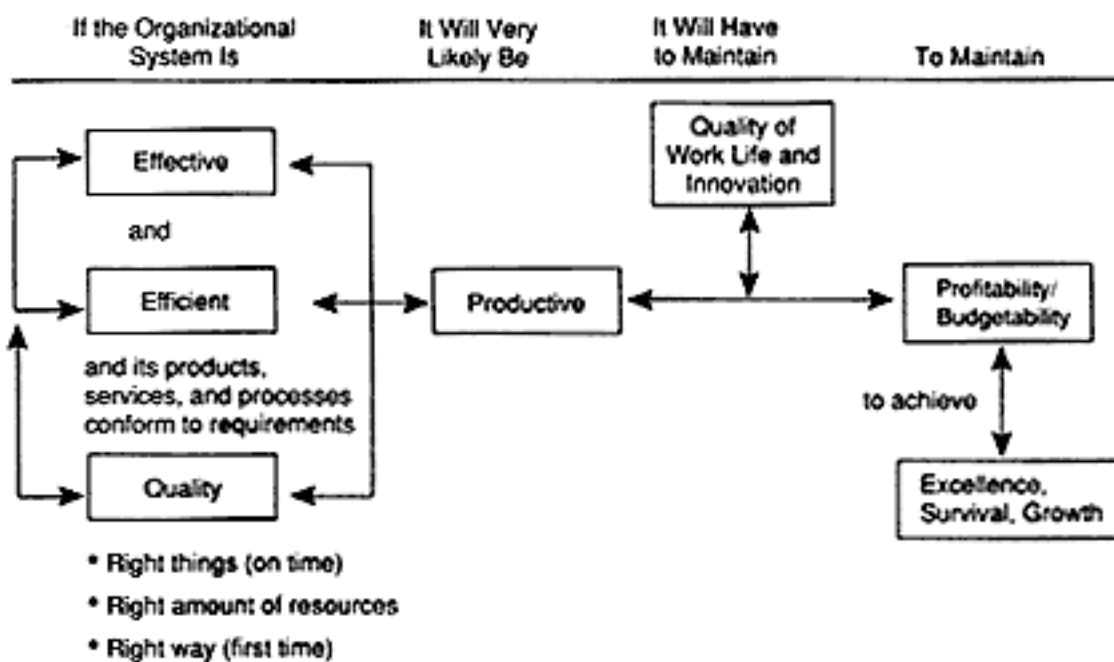 If the Organizational
System Is
It Will Very
Likely Be
It Will Have
to Maintain
To Maintain
Effective
and
Efficient
and its products,
services, and processes
conform to requirements
Quality
* Right things (on time)
* Right amount of resources
* Right way (first time)
Productive
Quality of
Work Life and
Innovation
Profitability/
Budgetability
to achieve
Excellence,
Survival, Growth